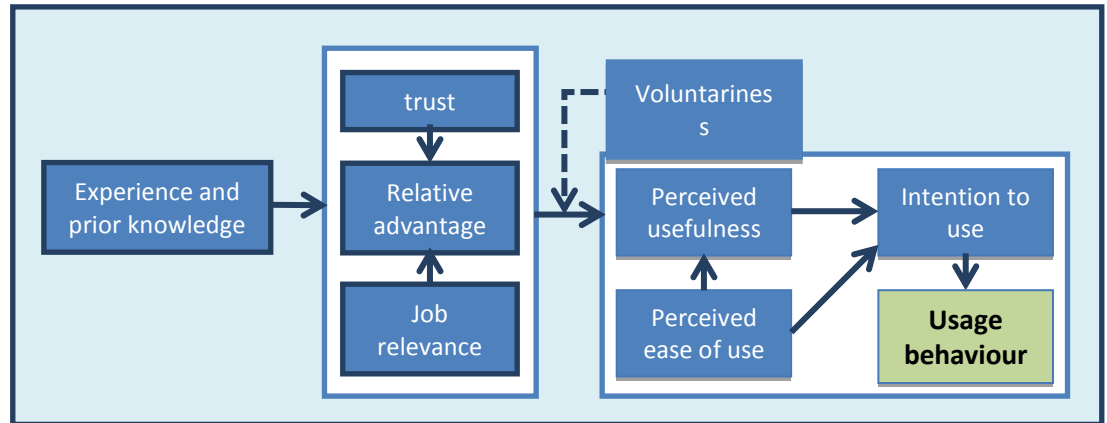 Experience and
prior knowledge
trust
Relative
advantage
Job
relevance
Voluntarines
s
Perceived
usefulness
Perceived
ease of use
Intention to
use
Usage
behaviour